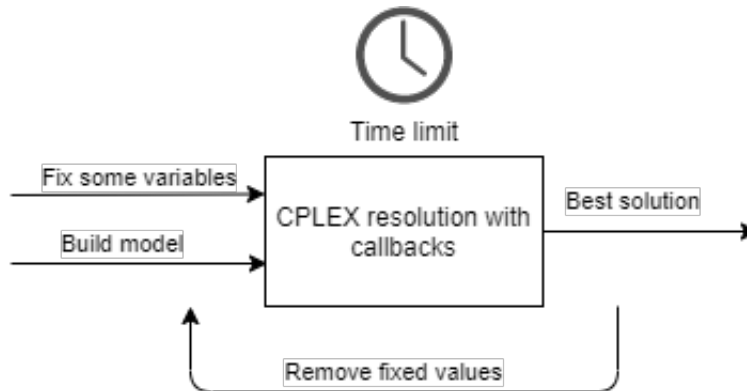 Time limit
Fix some variables
Build model
CPLEX resolution with
callbacks
Best solution
Remove fixed values